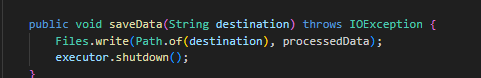 public void saveData(String destination) throws IOException {
    Files.write(Path.of(destination), processedData);
    executor.shutdown();
}